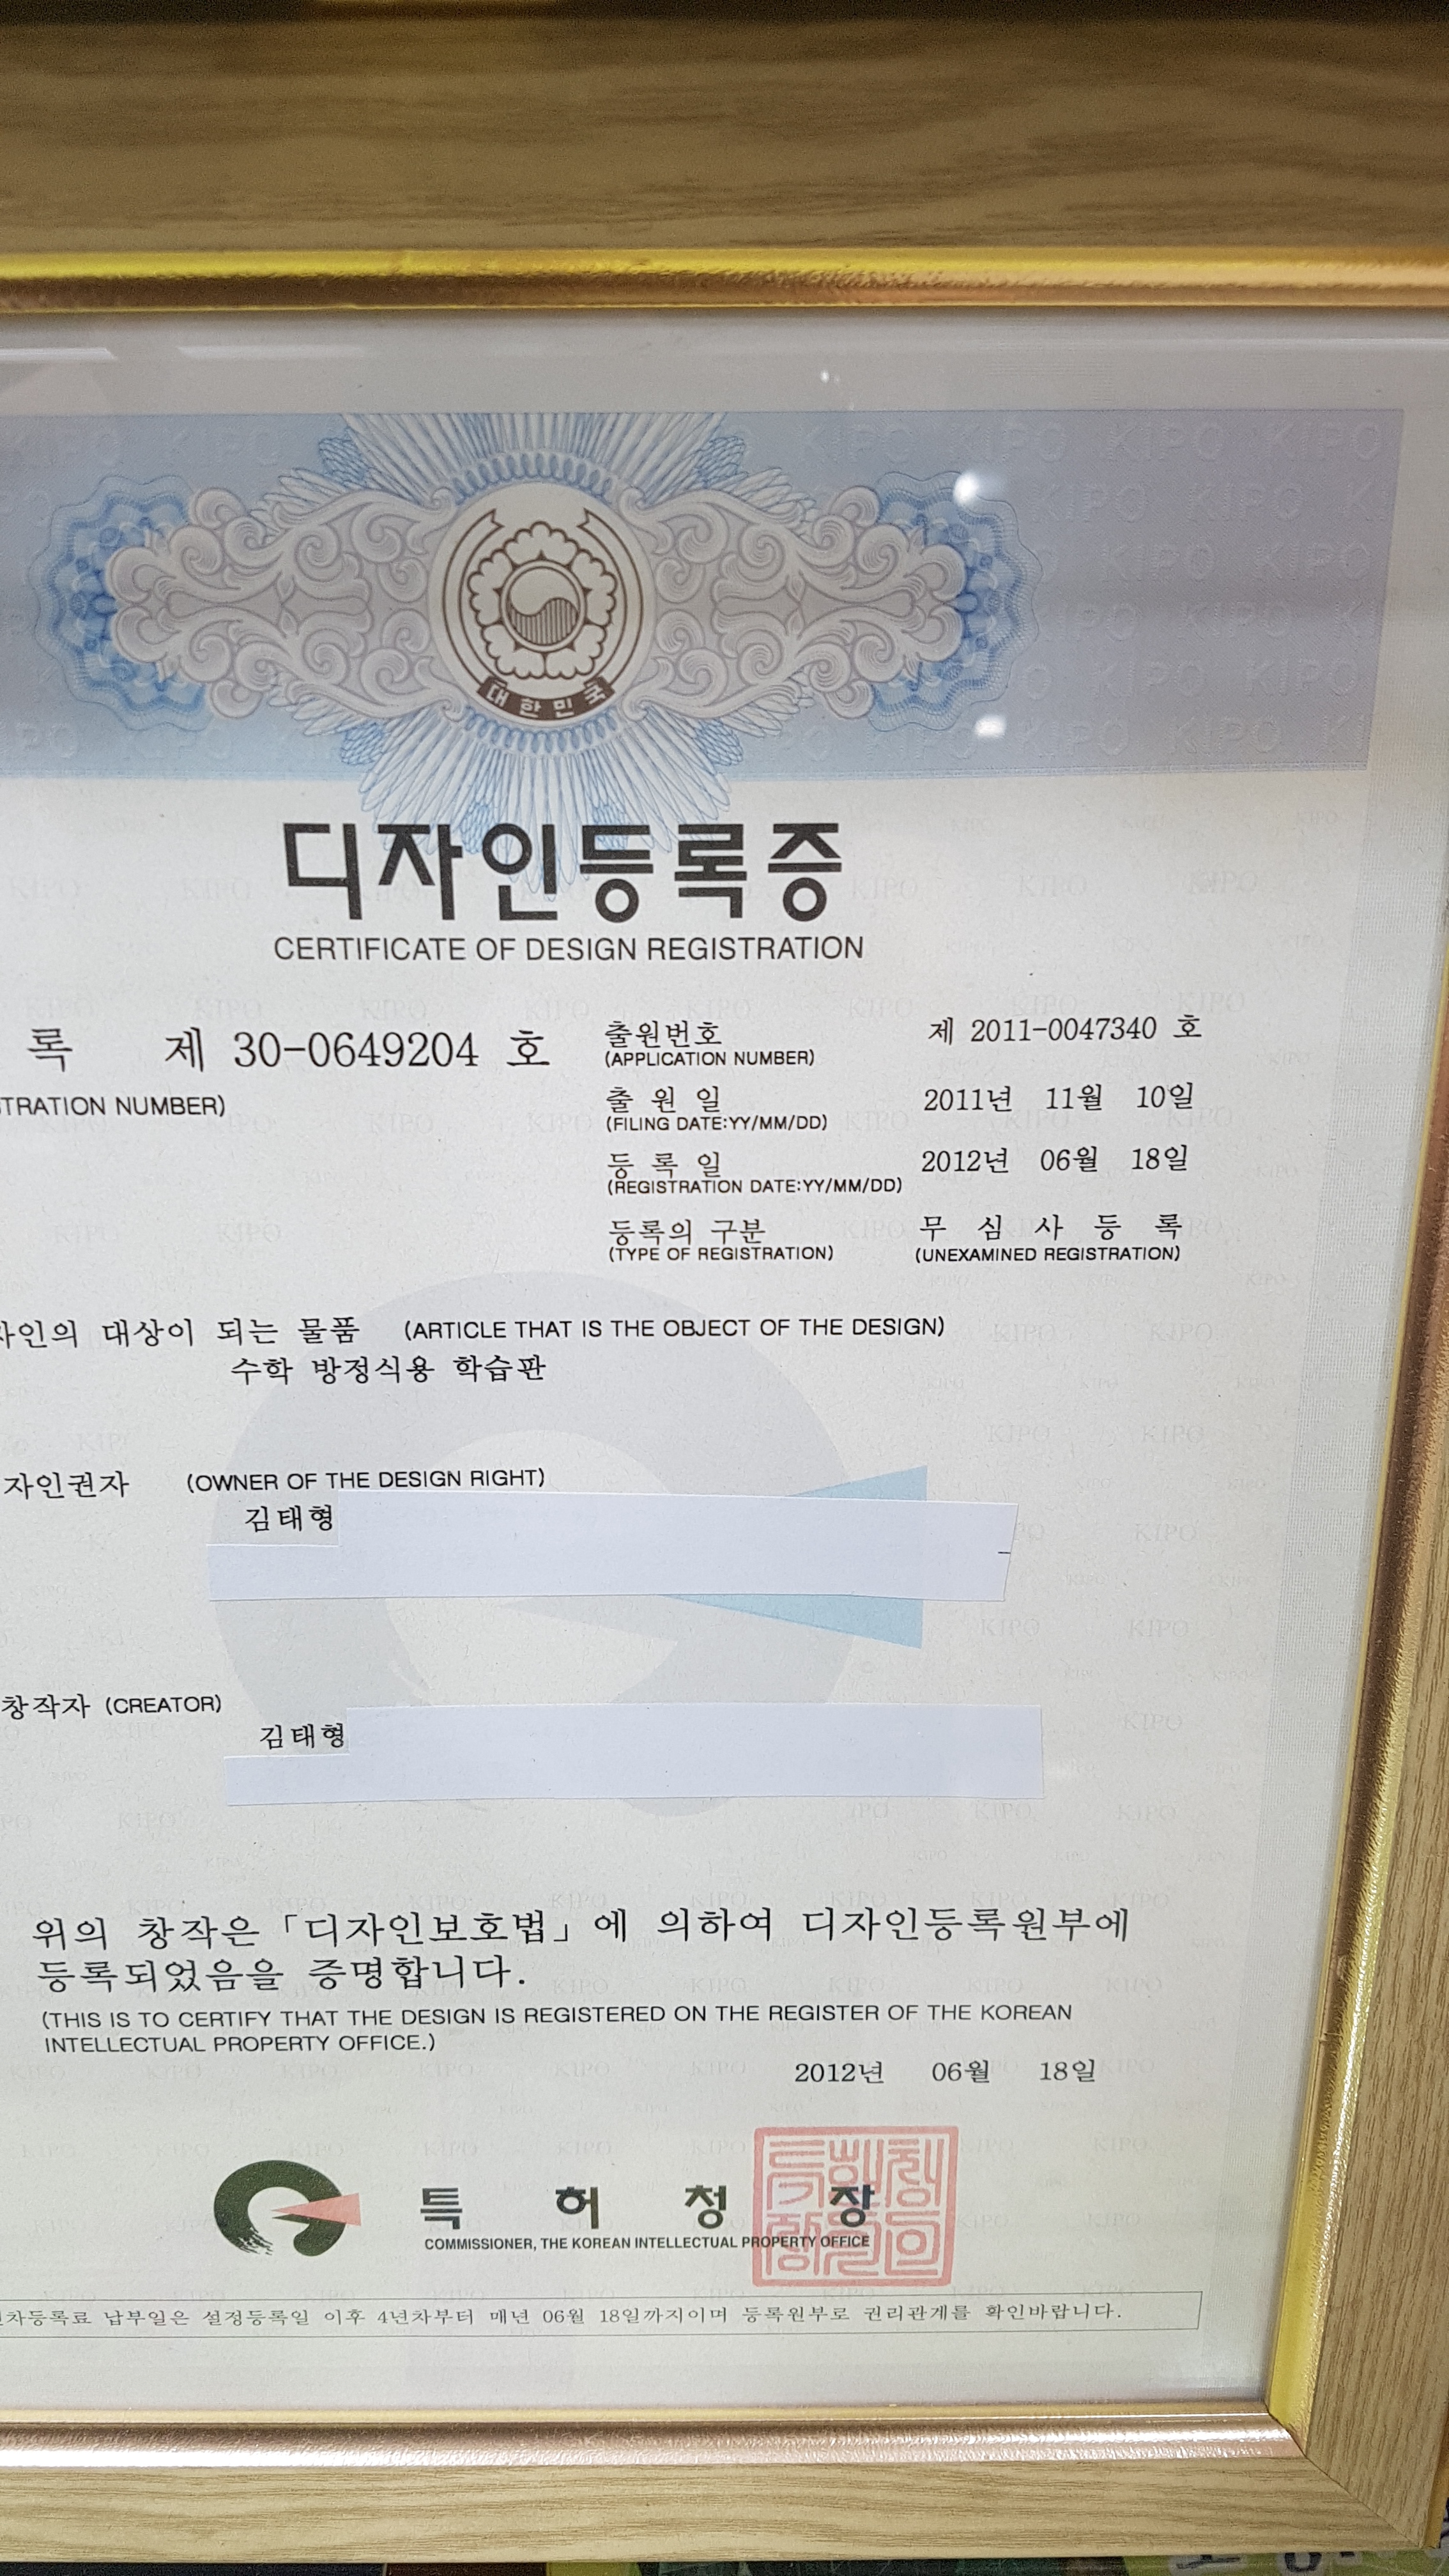 대한민국
디자인등록증
CERTIFICATE OF DESIGN REGISTRATION
록 제 30-0649204 호
TRATION NUMBER)
출원번호 제 2011-0047340 호
(APPLICATION NUMBER)
출 원 일 2011년 11월 10일
(FILING DATE:YY/MM/DD)
등 록 일 2012년 06월 18일
(REGISTRATION DATE:YY/MM/DD)
등록의 구분 무 심 사 등 록
(TYPE OF REGISTRATION) (UNEXAMINED REGISTRATION)
자인의 대상이 되는 물품 (ARTICLE THAT IS THE OBJECT OF THE DESIGN)
수학 방정식용 학습판
자인권자 (OWNER OF THE DESIGN RIGHT)
김태형
창작자 (CREATOR)
김태형
위의 창작은「디자인보호법」에 의하여 디자인등록원부에
등록되었음을 증명합니다.
(THIS IS TO CERTIFY THAT THE DESIGN IS REGISTERED ON THE REGISTER OF THE KOREAN
INTELLECTUAL PROPERTY OFFICE.)
2012년 06월 18일
특 허 청 장
COMMISSIONER, THE KOREAN INTELLECTUAL PROPERTY OFFICE
차등록료 납부일은 설정등록일 이후 4년차부터 매년 06월 18일까지이며 등록원부로 권리관계를 확인바랍니다.